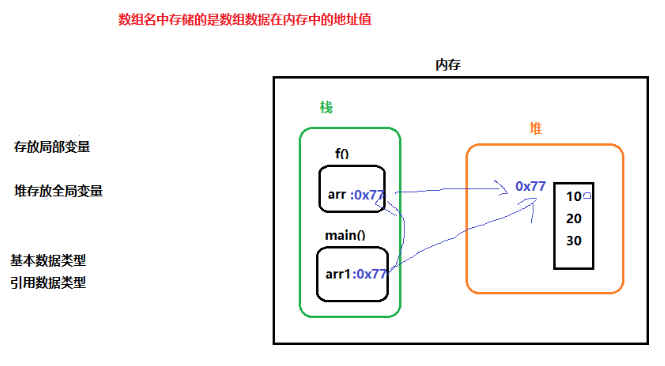 数组名中存储的是数组数据在内存中的地址值
内存
栈
堆
存放局部变量
f()
堆存放全局变量
arr :0x77
0x77
10
20
30
main()
基本数据类型
引用数据类型
arr1:0x77